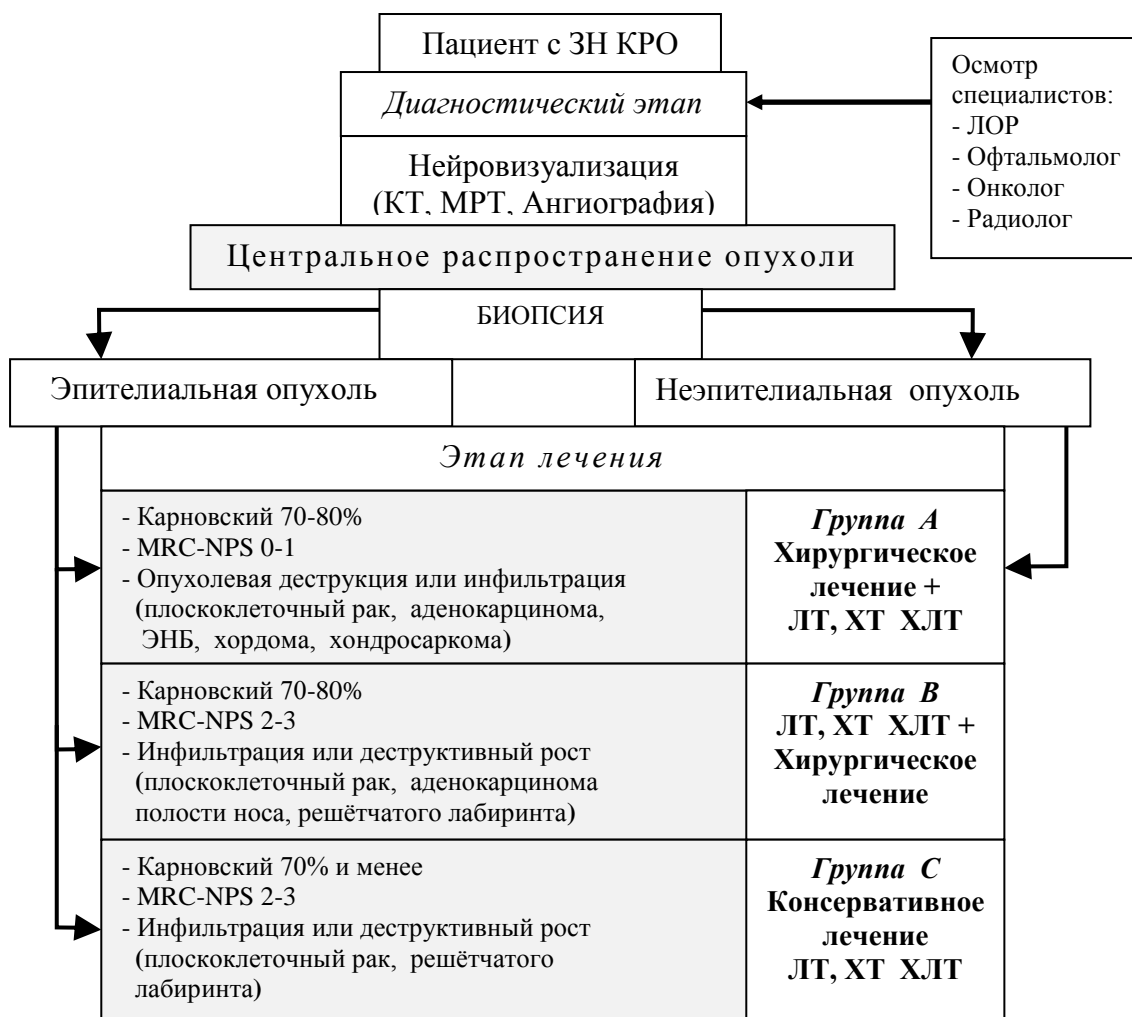 Пациент с ЗН КРО
Диагностический этап
Нейровизуализация
(КТ, МРТ, Ангиография)
Осмотр
специалистов:
- ЛОР
- Офтальмолог
- Онколог
- Радиолог
Центральное распространение опухоли
БИОПСИЯ
Эпителиальная опухоль
Неэпителиальная опухоль
Этап лечения
- Карновский 70-80%
- MRC-NPS 0-1
- Опухолевая деструкция или инфильтрация
(плоскоклеточный рак, аденокарцинома,
ЭНБ, хордома, хондросаркома)
Группа А
Хирургическое
лечение +
ЛТ, ХТ ХЛТ
- Карновский 70-80%
- MRC-NPS 2-3
- Инфильтрация или деструктивный рост
(плоскоклеточный рак, аденокарцинома
полости носа, решётчатого лабиринта)
Группа В
ЛТ, ХТ ХЛТ +
Хирургическое
лечение
- Карновский 70% и менее
- MRC-NPS 2-3
- Инфильтрация или деструктивный рост
(плоскоклеточный рак, решётчатого
лабиринта)
Группа С
Консервативное
лечение
ЛТ, ХТ ХЛТ